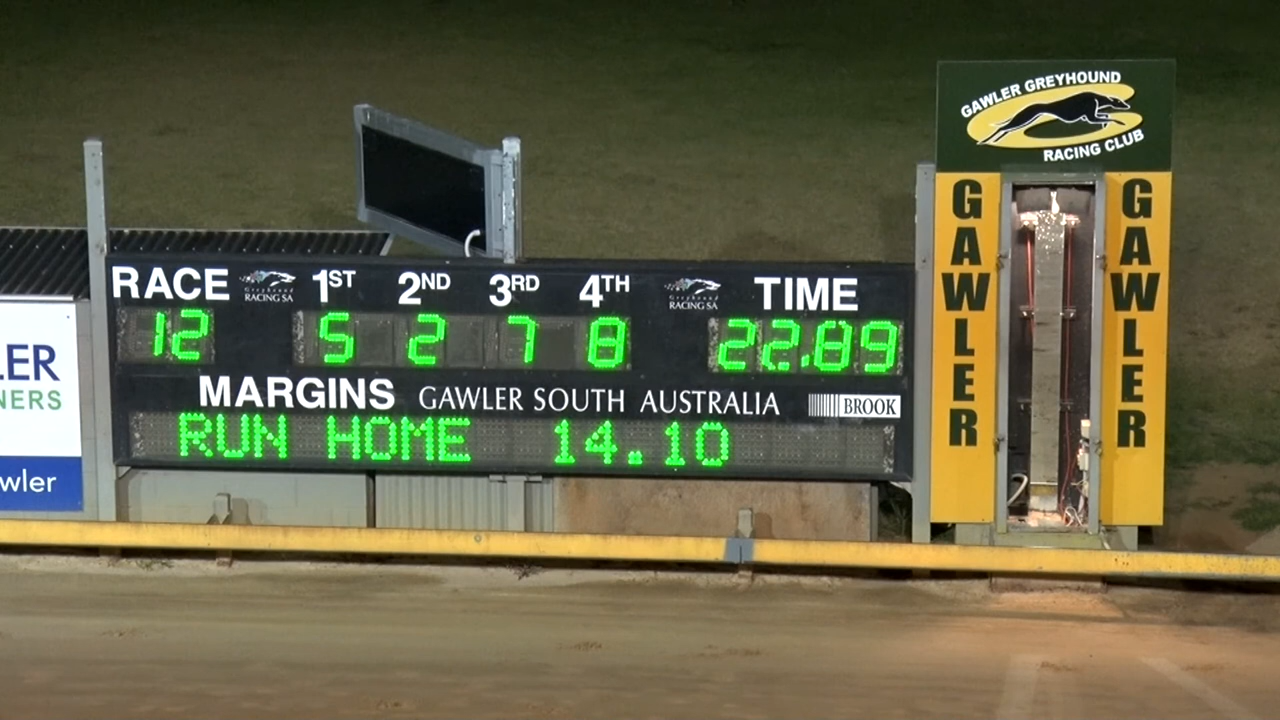 GAWLER GREYHOUND
RACING CLUB
GAWLER
GAWLER
RACE
Greyhound
RACING SA
1ST
2ND
3RD
4TH
Greyhound
RACING SA
TIME
12
5
2
7
8
22.89
MARGINS
GAWLER SOUTH AUSTRALIA
BROOK
RUN HOME 14.10
LER
NERS
wler